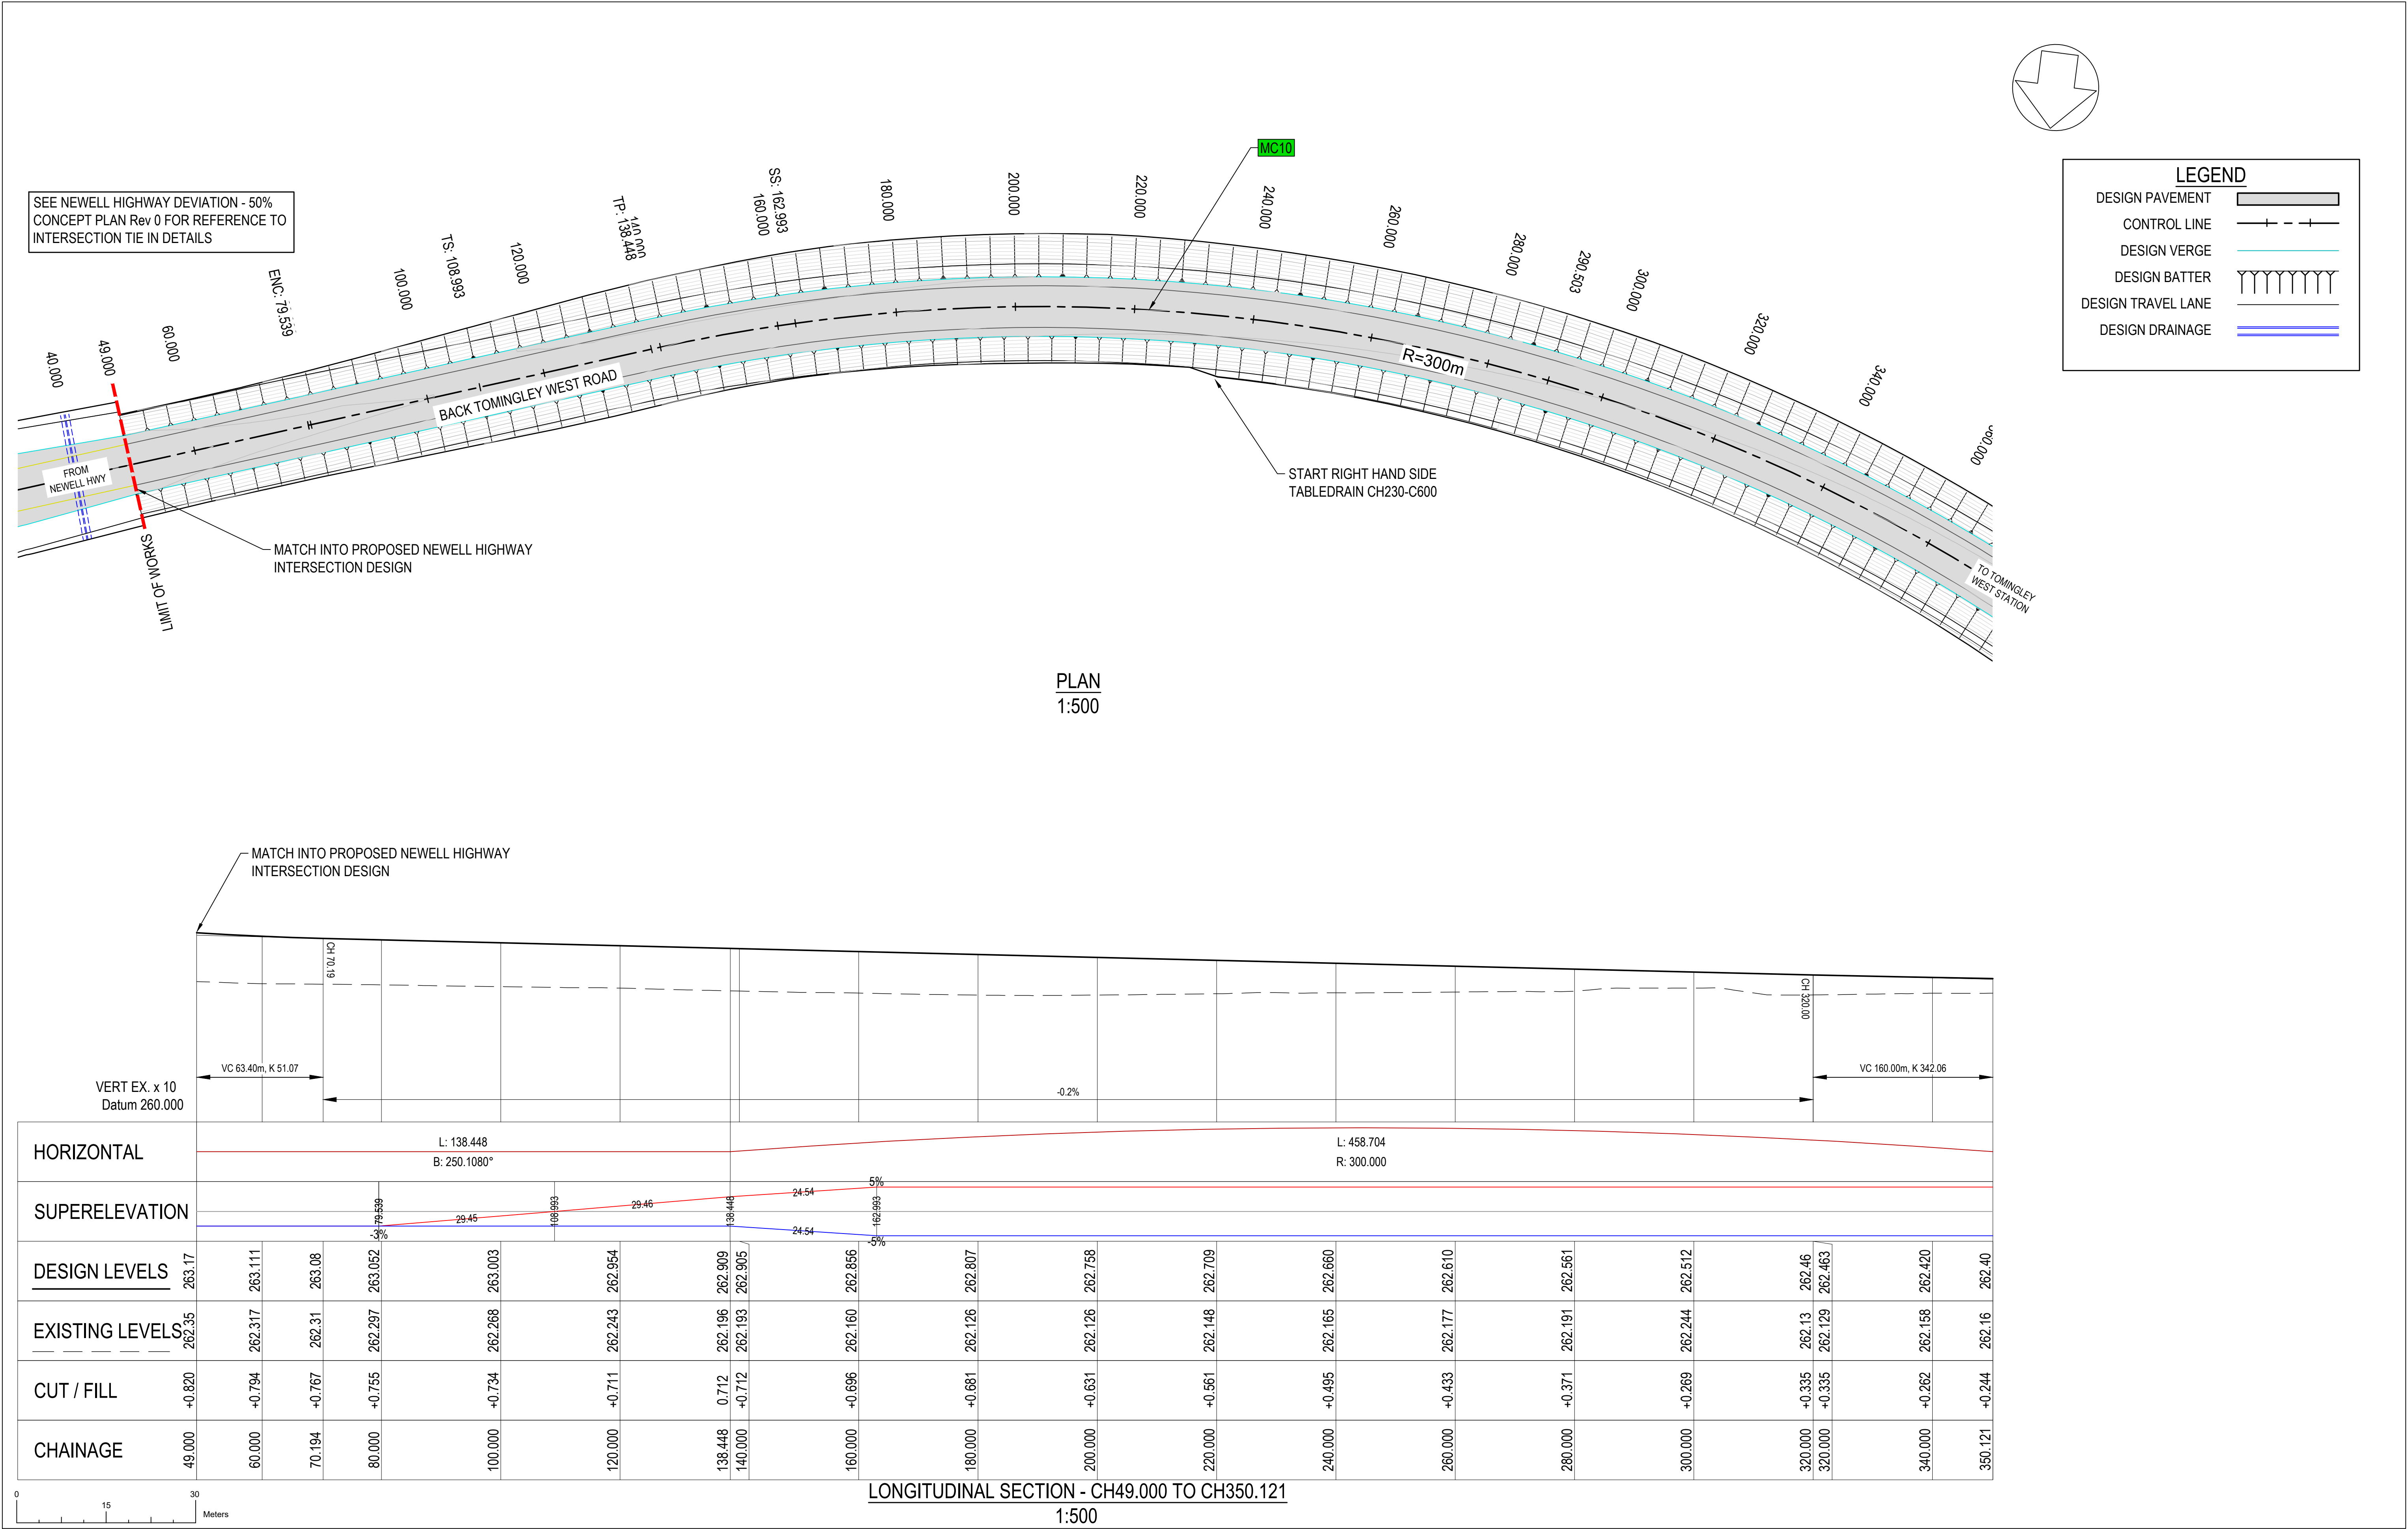 SEE NEWELL HIGHWAY DEVIATION - 50%
CONCEPT PLAN Rev 0 FOR REFERENCE TO
INTERSECTION TIE IN DETAILS
40.000
49.000
60.000
ENC: 79.539
100.000
TS: 108.993
120.000
TP: 138.448
140.000
160.000
SS: 162.993
180.000
200.000
220.000
240.000
260.000
280.000
290.503
300.000
320.000
340.000
MC10
FROM
NEWELL HWY
BACK TOMINGLEY WEST ROAD
R=300m
TO TOMINGLEY
WEST STATION
LIMIT OF WORKS
MATCH INTO PROPOSED NEWELL HIGHWAY
INTERSECTION DESIGN
START RIGHT HAND SIDE
TABLEDRAIN CH230-C600
LEGEND
DESIGN PAVEMENT
CONTROL LINE
DESIGN VERGE
DESIGN BATTER
DESIGN TRAVEL LANE
DESIGN DRAINAGE
PLAN
1:500
MATCH INTO PROPOSED NEWELL HIGHWAY
INTERSECTION DESIGN
CH 70.19
CH 320.00
VC 63.40m, K 51.07
-0.2%
VC 160.00m, K 342.06
VERT EX. x 10
Datum 260.000
HORIZONTAL
L: 138.448
B: 250.1080°
L: 458.704
R: 300.000
SUPERELEVATION
79.539
-3%
29.45
108.993
29.46
138.448
24.54
24.54
5%
162.993
-5%
DESIGN LEVELS 263.17 263.111 263.08 263.052 263.003 262.954 262.909 262.905 262.856 262.807 262.758 262.709 262.660 262.610 262.561 262.512 262.46 262.463 262.420 262.40
EXISTING LEVELS 262.35 262.317 262.31 262.297 262.268 262.243 262.196 262.193 262.160 262.126 262.126 262.148 262.165 262.177 262.191 262.244 262.13 262.129 262.158 262.16
CUT / FILL +0.820 +0.794 +0.767 +0.755 +0.734 +0.711 0.712 +0.712 +0.696 +0.681 +0.631 +0.561 +0.495 +0.433 +0.371 +0.269 +0.335 +0.335 +0.262 +0.244
CHAINAGE 49.000 60.000 70.194 80.000 100.000 120.000 138.448 140.000 160.000 180.000 200.000 220.000 240.000 260.000 280.000 300.000 320.000 320.000 340.000 350.121
LONGITUDINAL SECTION - CH49.000 TO CH350.121
1:500
0
15
30
Meters